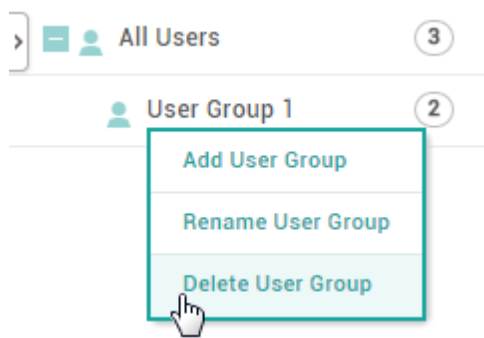 All Users 3
User Group 1 2
Add User Group
Rename User Group
Delete User Group